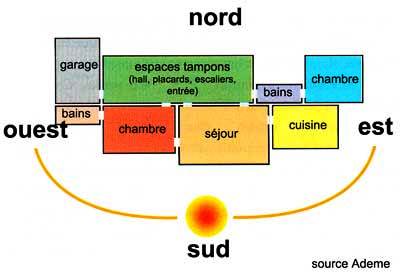 nord
garage
espaces tampons
(hall, placards, escaliers,
entrée)
bains
chambre
ouest
bains
chambre
séjour
cuisine
est
sud
source Ademe